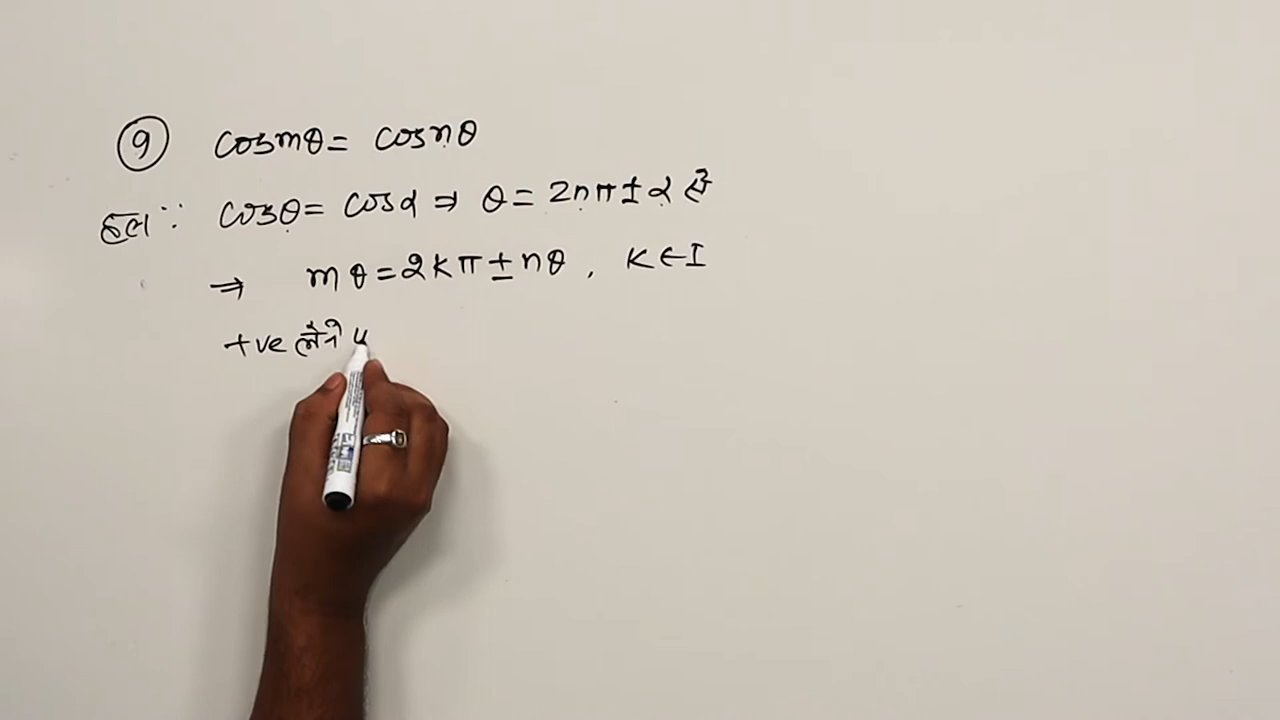 9 cosmθ = cosnθ
हल ∵ cosθ = cosα ⇒ θ = 2nπ ± α से
⇒ mθ = 2kπ ± nθ , k ∈ I
+ve लेने